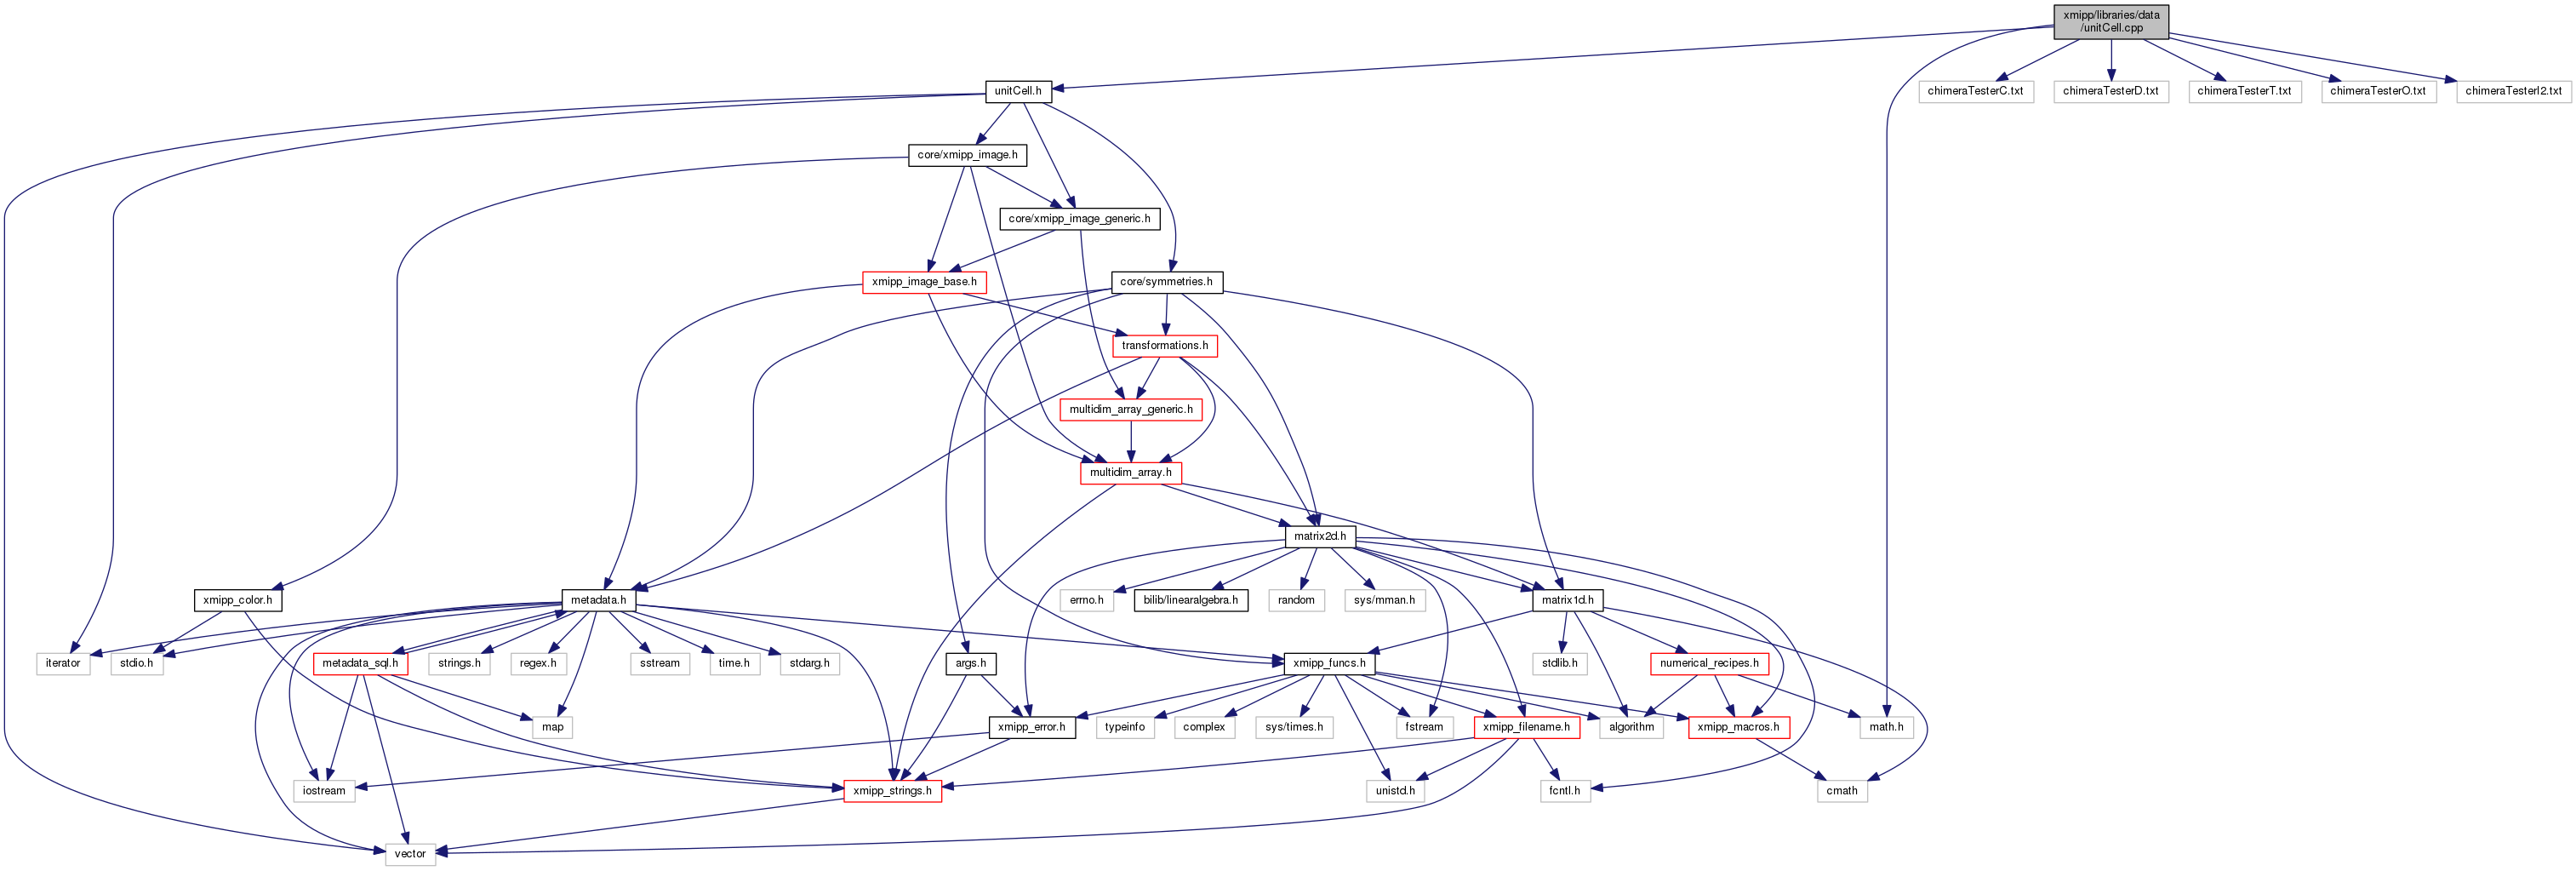 xmipp/libraries/data
/unitCell.cpp
unitCell.h
chimeraTesterC.txt
chimeraTesterD.txt
chimeraTesterT.txt
chimeraTesterO.txt
chimeraTesterI2.txt
core/xmipp_image.h
core/xmipp_image_generic.h
xmipp_image_base.h
core/symmetries.h
transformations.h
multidim_array_generic.h
multidim_array.h
matrix2d.h
xmipp_color.h
metadata.h
errno.h
bilib/linearalgebra.h
random
sys/mman.h
matrix1d.h
iterator
stdio.h
metadata_sql.h
strings.h
regex.h
sstream
time.h
stdarg.h
args.h
xmipp_funcs.h
stdlib.h
numerical_recipes.h
map
xmipp_error.h
typeinfo
complex
sys/times.h
fstream
xmipp_filename.h
algorithm
xmipp_macros.h
math.h
iostream
xmipp_strings.h
unistd.h
fcntl.h
cmath
vector